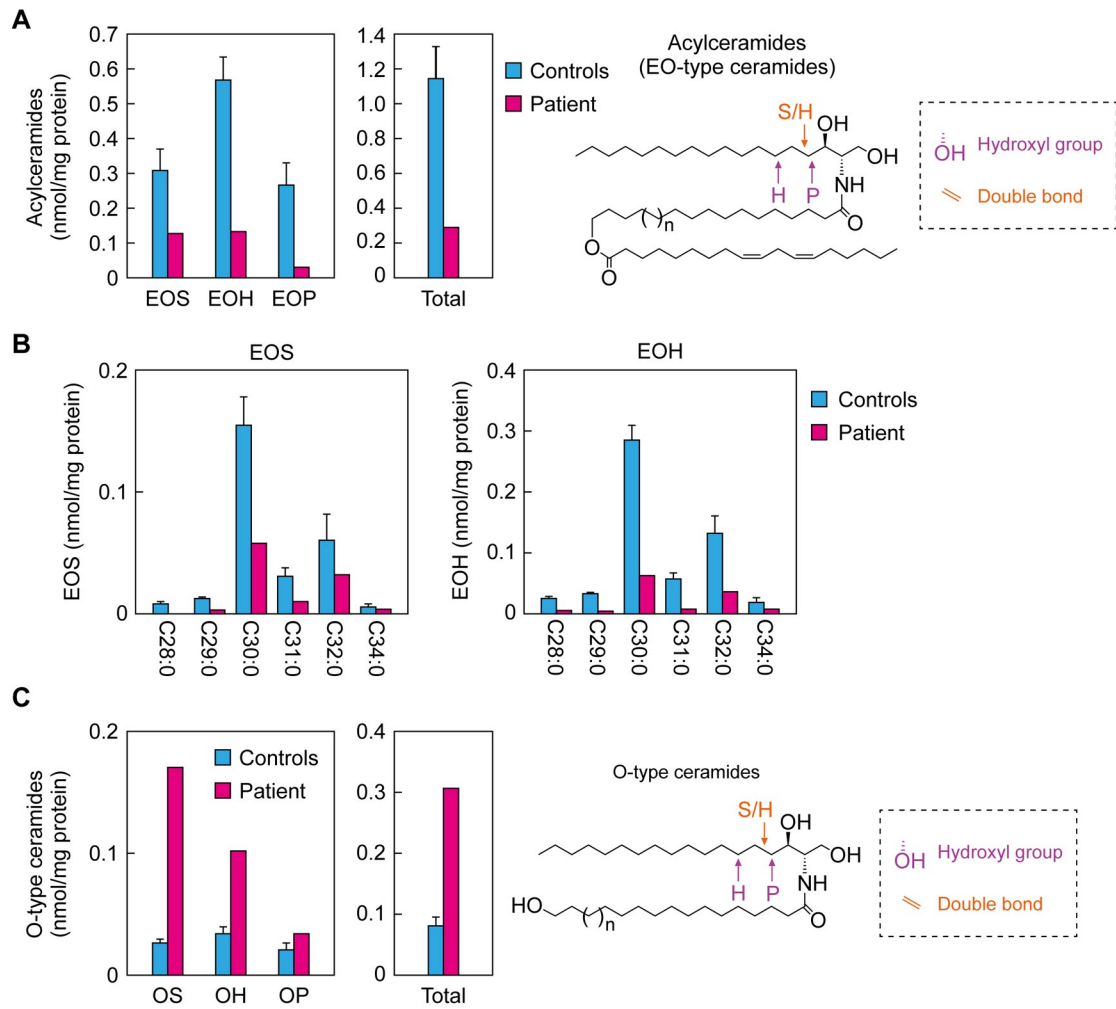 A
Acylceramides
(nmol/mg protein)
0.7
0.6
0.5
0.4
0.3
0.2
0.1
0
EOS EOH EOP
1.4
1.2
1.0
0.8
0.6
0.4
0.2
0
Total
Controls
Patient
Acylceramides
(EO-type ceramides)
S/H
OH
OH
H P
NH
( )n
O
O
O
OH Hydroxyl group
Double bond
B
EOS
EOS (nmol/mg protein)
0.2
0.1
0
C28:0
C29:0
C30:0
C31:0
C32:0
C34:0
EOH
EOH (nmol/mg protein)
0.4
0.3
0.2
0.1
0
C28:0
C29:0
C30:0
C31:0
C32:0
C34:0
Controls
Patient
C
O-type ceramides
(nmol/mg protein)
0.2
0.1
0
Controls
Patient
OS OH OP
0.4
0.3
0.2
0.1
0
Total
O-type ceramides
S/H
OH
OH
H P
NH
HO
( )n
O
OH Hydroxyl group
Double bond